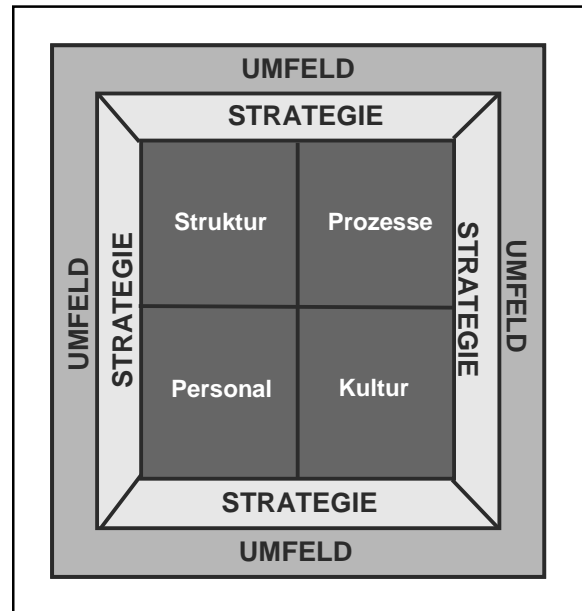 UMFELD
STRATEGIE
Struktur
Prozesse
UMFELD
STRATEGIE
STRATEGIE
UMFELD
Personal
Kultur
STRATEGIE
UMFELD